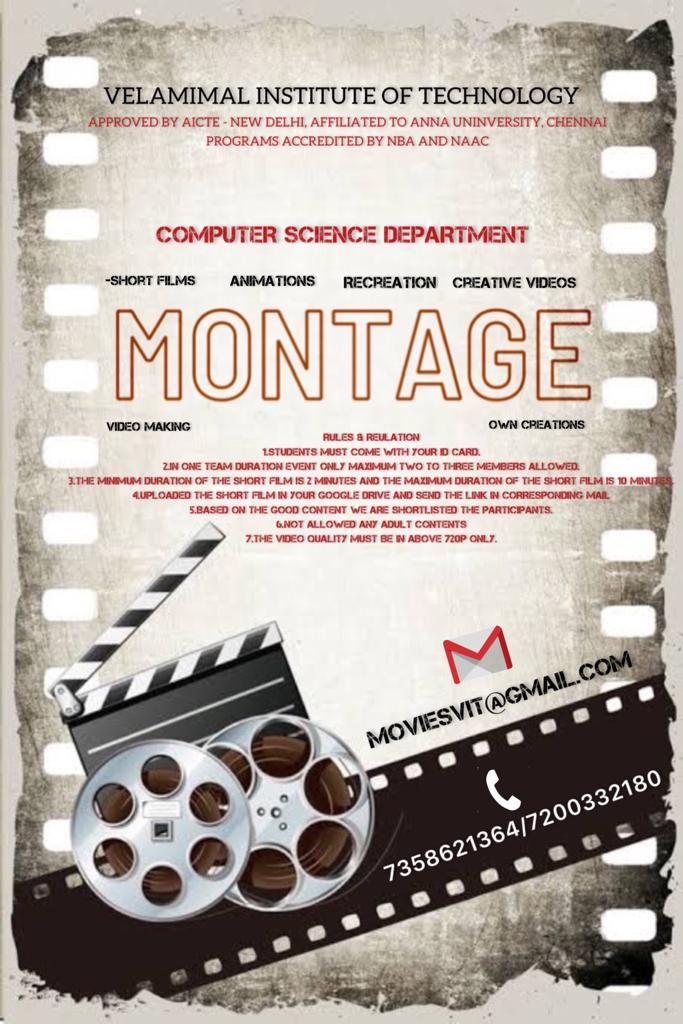 VELAMIMAL INSTITUTE OF TECHNOLOGY
APPROVED BY AICTE - NEW DELHI, AFFILIATED TO ANNA UNINVERSITY, CHENNAI
PROGRAMS ACCREDITED BY NBA AND NAAC
COMPUTER SCIENCE DEPARTMENT
-SHORT FILMS ANIMATIONS RECREATION CREATIVE VIDEOS
MONTAGE
VIDEO MAKING OWN CREATIONS
RULES & REULATION
1.STUDENTS MUST COME WITH YOUR ID CARD.
2.IN ONE TEAM DURATION EVENT ONLY MAXIMUM TWO TO THREE MEMBERS ALLOWED.
3.THE MINIMUM DURATION OF THE SHORT FILM IS 2 MINUTES AND THE MAXIMUM DURATION OF THE SHORT FILM IS 10 MINUTES.
4.UPLOADED THE SHORT FILM IN YOUR GOOGLE DRIVE AND SEND THE LINK IN CORRESPONDING MAIL
5.BASED ON THE GOOD CONTENT WE ARE SHORTLISTED THE PARTICIPANTS.
6.NOT ALLOWED ANY ADULT CONTENTS
7.THE VIDEO QUALITY MUST BE IN ABOVE 720P ONLY.
MOVIESVIT@GMAIL.COM
7358621364/7200332180